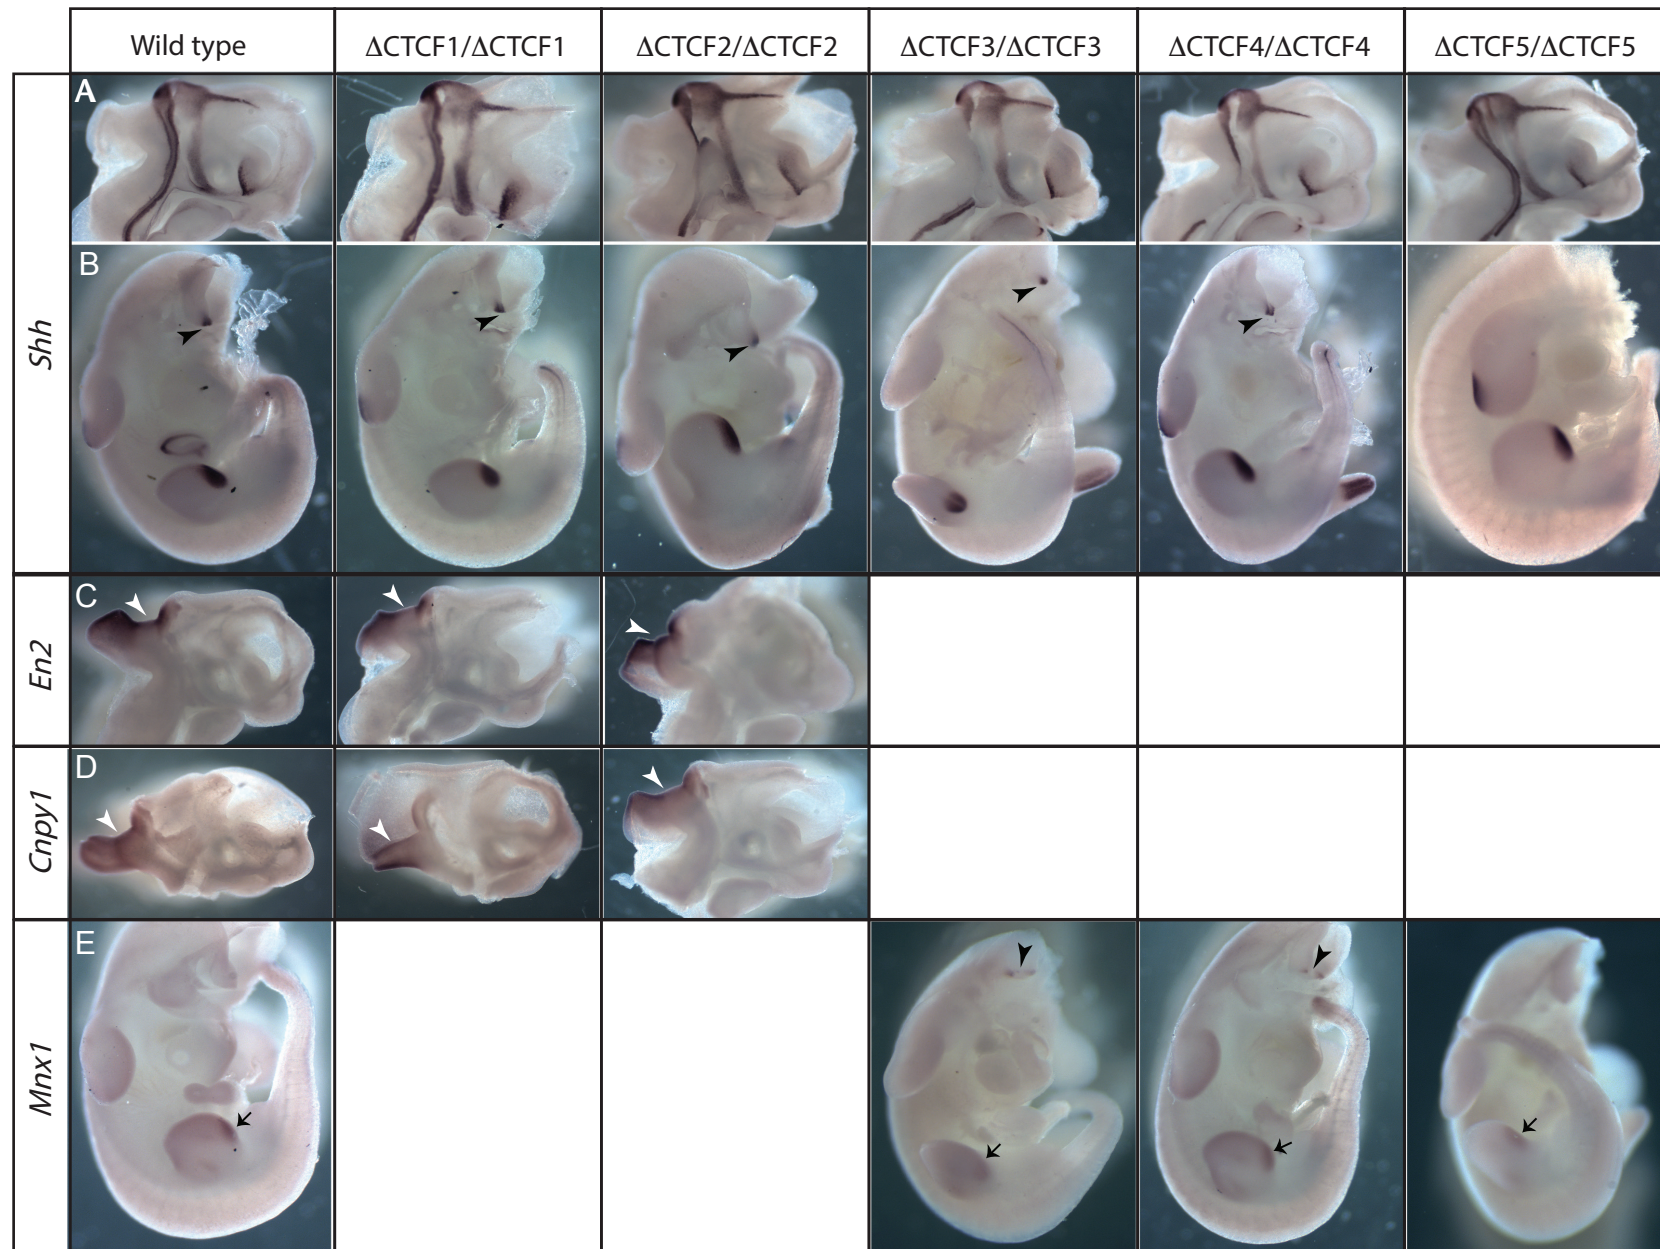 Wild type
ΔCTCF1/ΔCTCF1
ΔCTCF2/ΔCTCF2
ΔCTCF3/ΔCTCF3
ΔCTCF4/ΔCTCF4
ΔCTCF5/ΔCTCF5
Shh
A
B
En2
C
Cnpy1
D
Mnx1
E